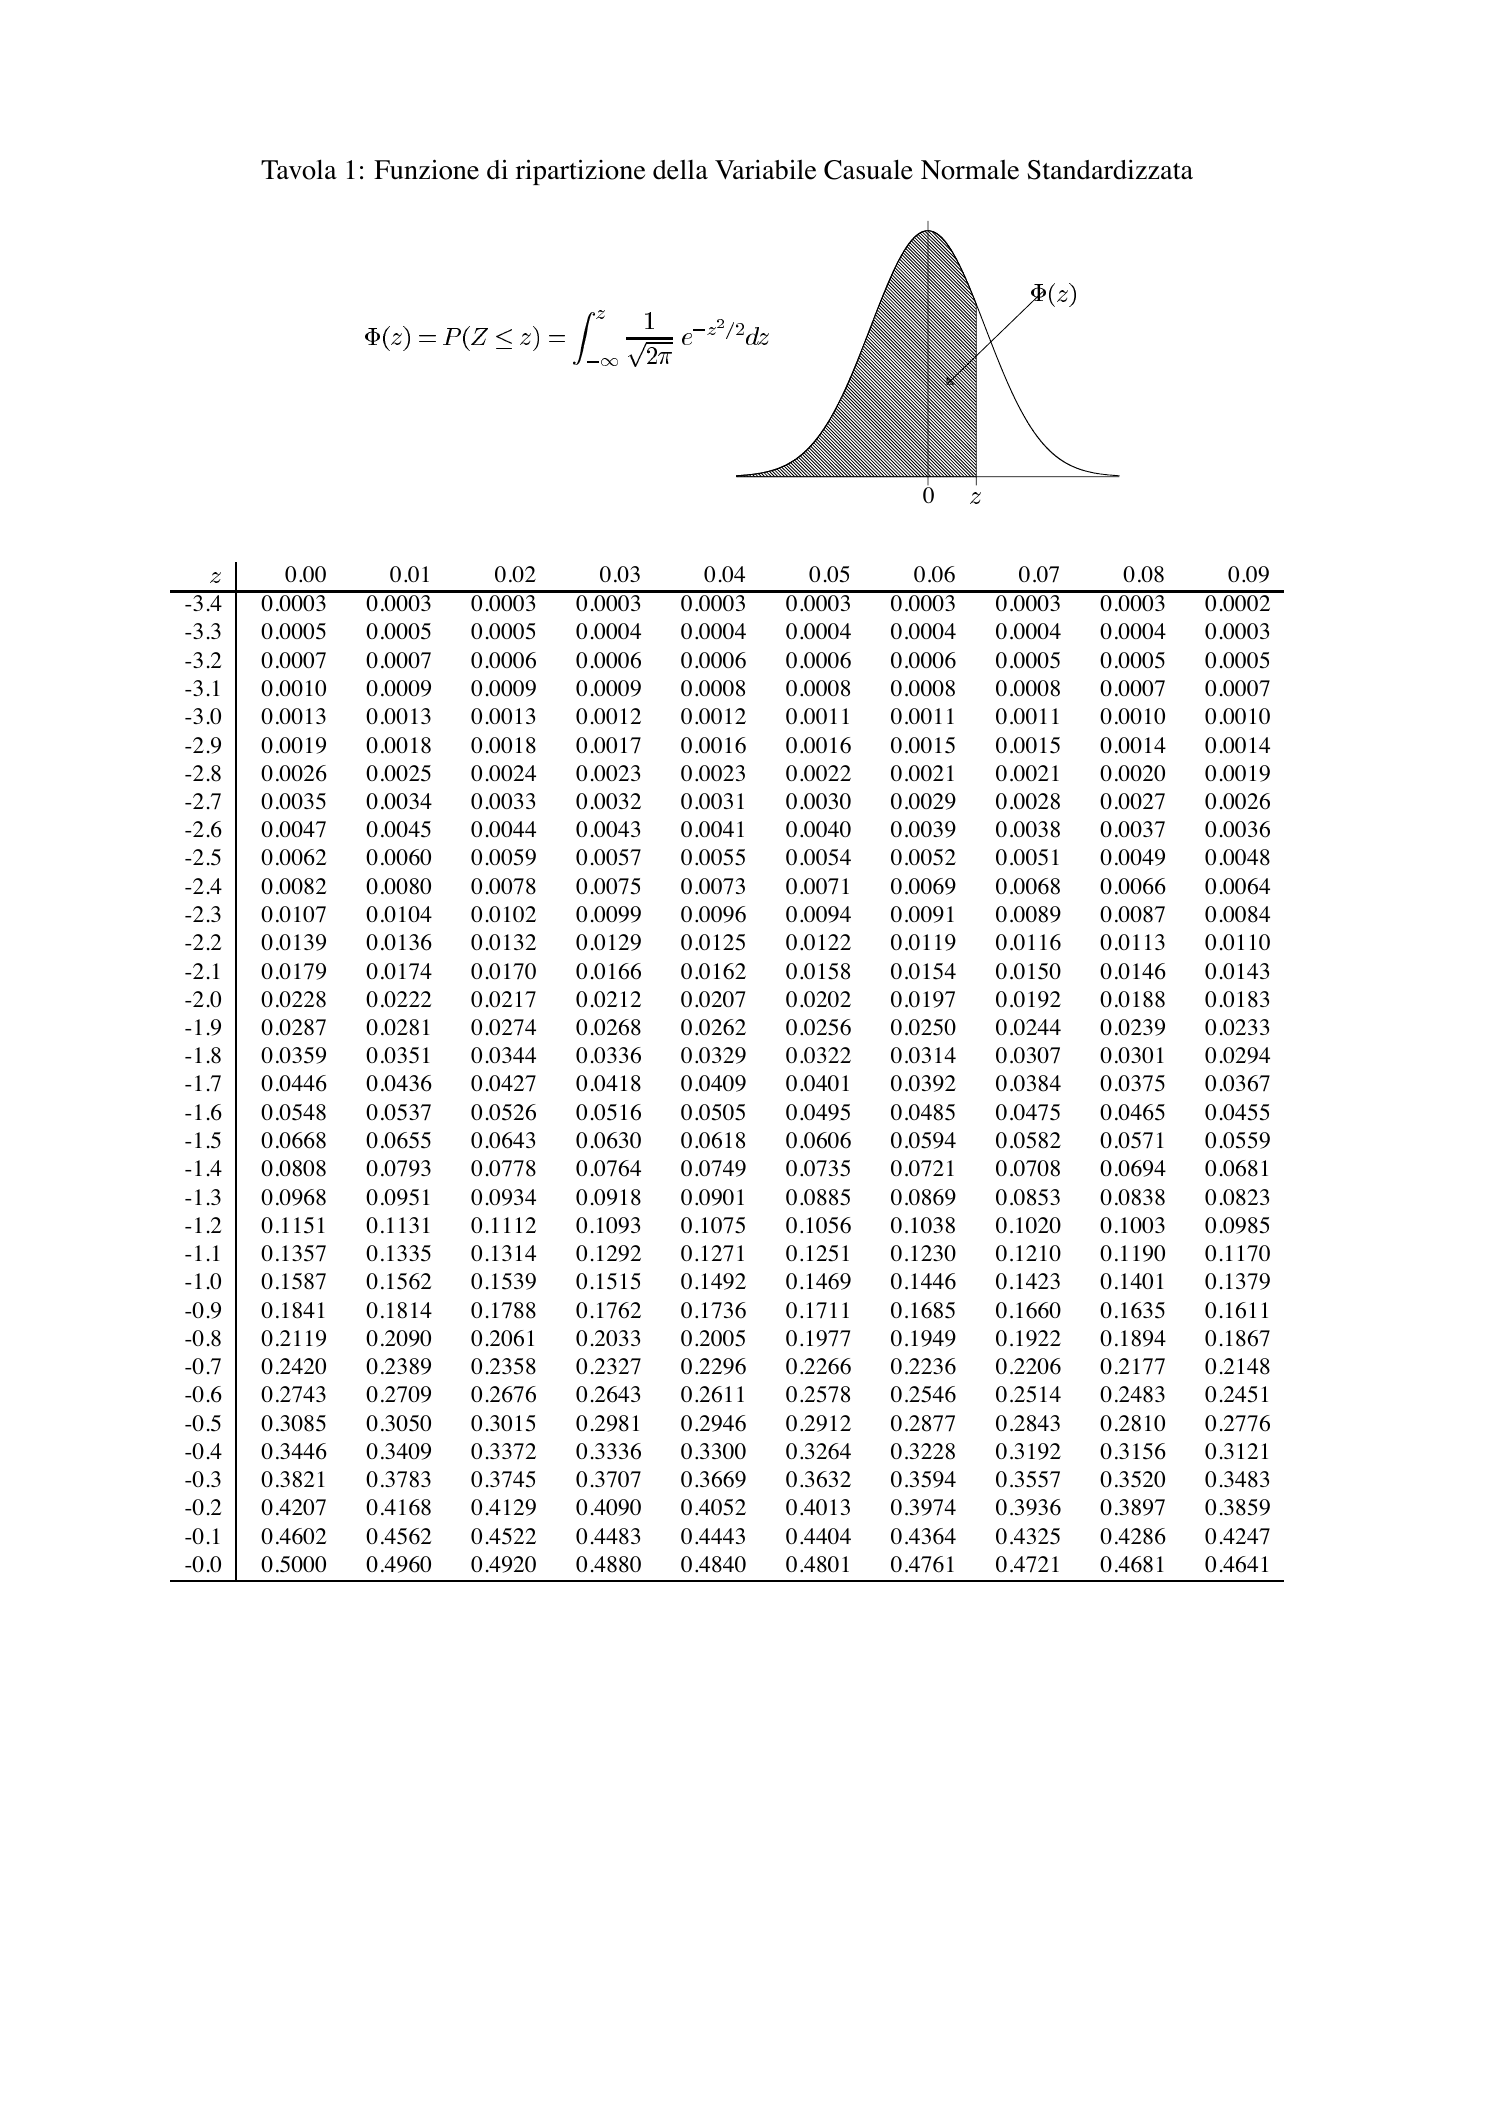 Tavola 1: Funzione di ripartizione della Variabile Casuale Normale Standardizzata
Φ(z)
Φ(z) = P(Z ≤ z) = ∫_{−∞}^{z} 1/√(2π) e^{−z²/2} dz
0 z
z 0.00 0.01 0.02 0.03 0.04 0.05 0.06 0.07 0.08 0.09
-3.4 0.0003 0.0003 0.0003 0.0003 0.0003 0.0003 0.0003 0.0003 0.0003 0.0002
-3.3 0.0005 0.0005 0.0005 0.0004 0.0004 0.0004 0.0004 0.0004 0.0004 0.0003
-3.2 0.0007 0.0007 0.0006 0.0006 0.0006 0.0006 0.0006 0.0005 0.0005 0.0005
-3.1 0.0010 0.0009 0.0009 0.0009 0.0008 0.0008 0.0008 0.0008 0.0007 0.0007
-3.0 0.0013 0.0013 0.0013 0.0012 0.0012 0.0011 0.0011 0.0011 0.0010 0.0010
-2.9 0.0019 0.0018 0.0018 0.0017 0.0016 0.0016 0.0015 0.0015 0.0014 0.0014
-2.8 0.0026 0.0025 0.0024 0.0023 0.0023 0.0022 0.0021 0.0021 0.0020 0.0019
-2.7 0.0035 0.0034 0.0033 0.0032 0.0031 0.0030 0.0029 0.0028 0.0027 0.0026
-2.6 0.0047 0.0045 0.0044 0.0043 0.0041 0.0040 0.0039 0.0038 0.0037 0.0036
-2.5 0.0062 0.0060 0.0059 0.0057 0.0055 0.0054 0.0052 0.0051 0.0049 0.0048
-2.4 0.0082 0.0080 0.0078 0.0075 0.0073 0.0071 0.0069 0.0068 0.0066 0.0064
-2.3 0.0107 0.0104 0.0102 0.0099 0.0096 0.0094 0.0091 0.0089 0.0087 0.0084
-2.2 0.0139 0.0136 0.0132 0.0129 0.0125 0.0122 0.0119 0.0116 0.0113 0.0110
-2.1 0.0179 0.0174 0.0170 0.0166 0.0162 0.0158 0.0154 0.0150 0.0146 0.0143
-2.0 0.0228 0.0222 0.0217 0.0212 0.0207 0.0202 0.0197 0.0192 0.0188 0.0183
-1.9 0.0287 0.0281 0.0274 0.0268 0.0262 0.0256 0.0250 0.0244 0.0239 0.0233
-1.8 0.0359 0.0351 0.0344 0.0336 0.0329 0.0322 0.0314 0.0307 0.0301 0.0294
-1.7 0.0446 0.0436 0.0427 0.0418 0.0409 0.0401 0.0392 0.0384 0.0375 0.0367
-1.6 0.0548 0.0537 0.0526 0.0516 0.0505 0.0495 0.0485 0.0475 0.0465 0.0455
-1.5 0.0668 0.0655 0.0643 0.0630 0.0618 0.0606 0.0594 0.0582 0.0571 0.0559
-1.4 0.0808 0.0793 0.0778 0.0764 0.0749 0.0735 0.0721 0.0708 0.0694 0.0681
-1.3 0.0968 0.0951 0.0934 0.0918 0.0901 0.0885 0.0869 0.0853 0.0838 0.0823
-1.2 0.1151 0.1131 0.1112 0.1093 0.1075 0.1056 0.1038 0.1020 0.1003 0.0985
-1.1 0.1357 0.1335 0.1314 0.1292 0.1271 0.1251 0.1230 0.1210 0.1190 0.1170
-1.0 0.1587 0.1562 0.1539 0.1515 0.1492 0.1469 0.1446 0.1423 0.1401 0.1379
-0.9 0.1841 0.1814 0.1788 0.1762 0.1736 0.1711 0.1685 0.1660 0.1635 0.1611
-0.8 0.2119 0.2090 0.2061 0.2033 0.2005 0.1977 0.1949 0.1922 0.1894 0.1867
-0.7 0.2420 0.2389 0.2358 0.2327 0.2296 0.2266 0.2236 0.2206 0.2177 0.2148
-0.6 0.2743 0.2709 0.2676 0.2643 0.2611 0.2578 0.2546 0.2514 0.2483 0.2451
-0.5 0.3085 0.3050 0.3015 0.2981 0.2946 0.2912 0.2877 0.2843 0.2810 0.2776
-0.4 0.3446 0.3409 0.3372 0.3336 0.3300 0.3264 0.3228 0.3192 0.3156 0.3121
-0.3 0.3821 0.3783 0.3745 0.3707 0.3669 0.3632 0.3594 0.3557 0.3520 0.3483
-0.2 0.4207 0.4168 0.4129 0.4090 0.4052 0.4013 0.3974 0.3936 0.3897 0.3859
-0.1 0.4602 0.4562 0.4522 0.4483 0.4443 0.4404 0.4364 0.4325 0.4286 0.4247
-0.0 0.5000 0.4960 0.4920 0.4880 0.4840 0.4801 0.4761 0.4721 0.4681 0.4641